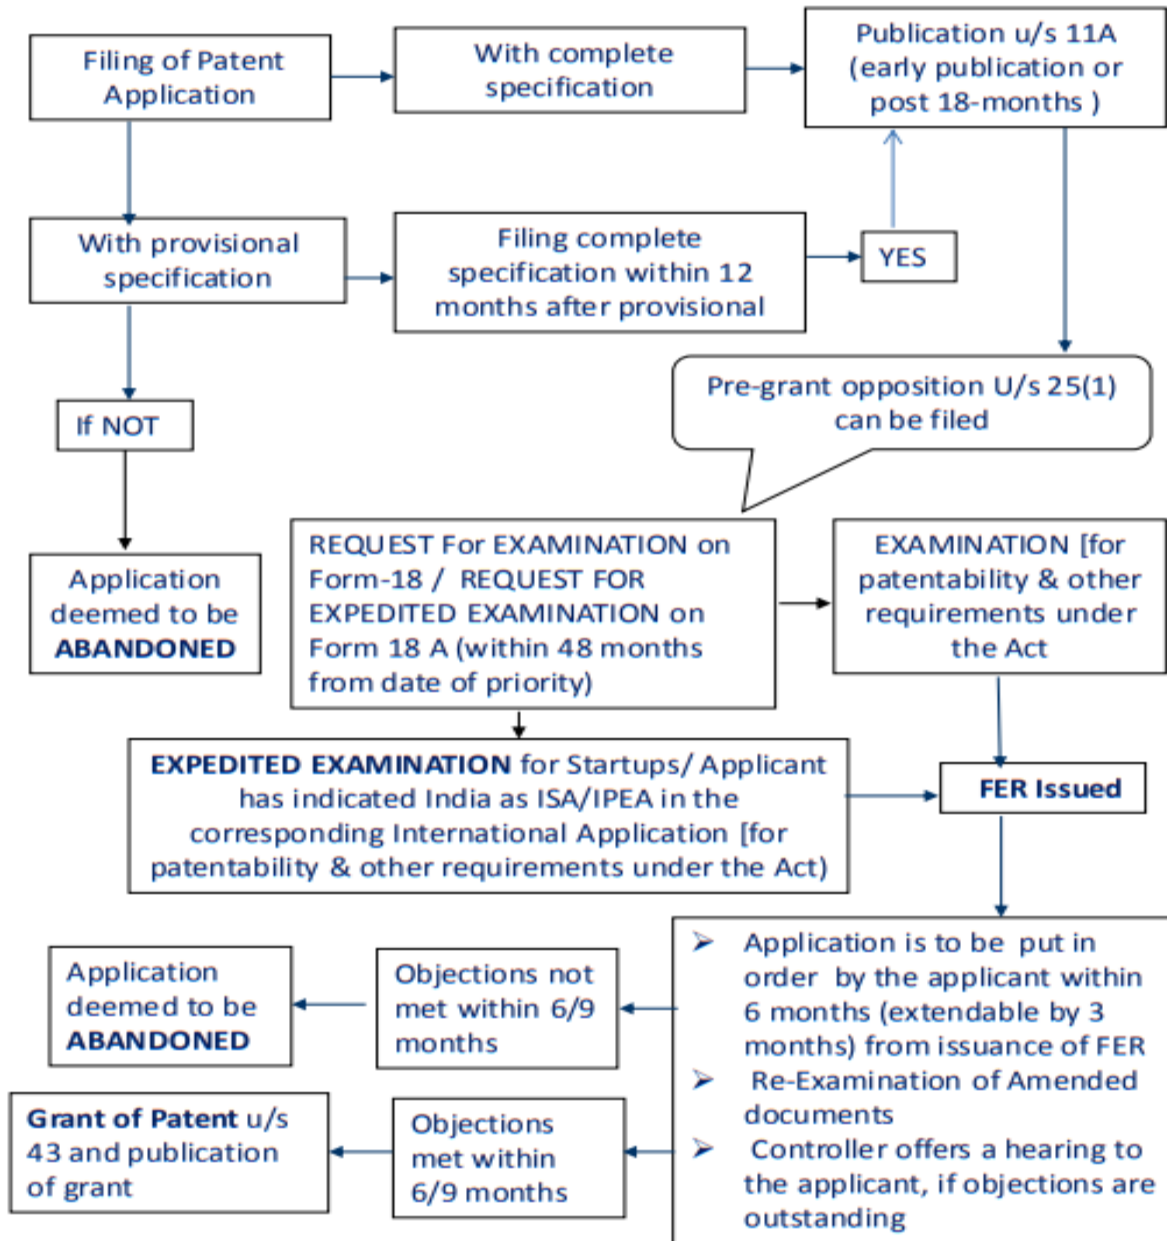 Filing of Patent
Application
With complete
specification
Publication u/s 11A
(early publication or
post 18-months )
With provisional
specification
Filing complete
specification within 12
months after provisional
YES
If NOT
Pre-grant opposition U/s 25(1)
can be filed
Application
deemed to be
ABANDONED
REQUEST For EXAMINATION on
Form-18 / REQUEST FOR
EXPEDITED EXAMINATION on
Form 18 A (within 48 months
from date of priority)
EXAMINATION [for
patentability & other
requirements under
the Act
EXPEDITED EXAMINATION for Startups/ Applicant
has indicated India as ISA/IPEA in the
corresponding International Application [for
patentability & other requirements under the Act)
FER Issued
Application
deemed to be
ABANDONED
Objections not
met within 6/9
months
➢ Application is to be put in
order by the applicant within
6 months (extendable by 3
months) from issuance of FER
➢ Re-Examination of Amended
documents
➢ Controller offers a hearing to
the applicant, if objections are
outstanding
Grant of Patent u/s
43 and publication
of grant
Objections
met within
6/9 months